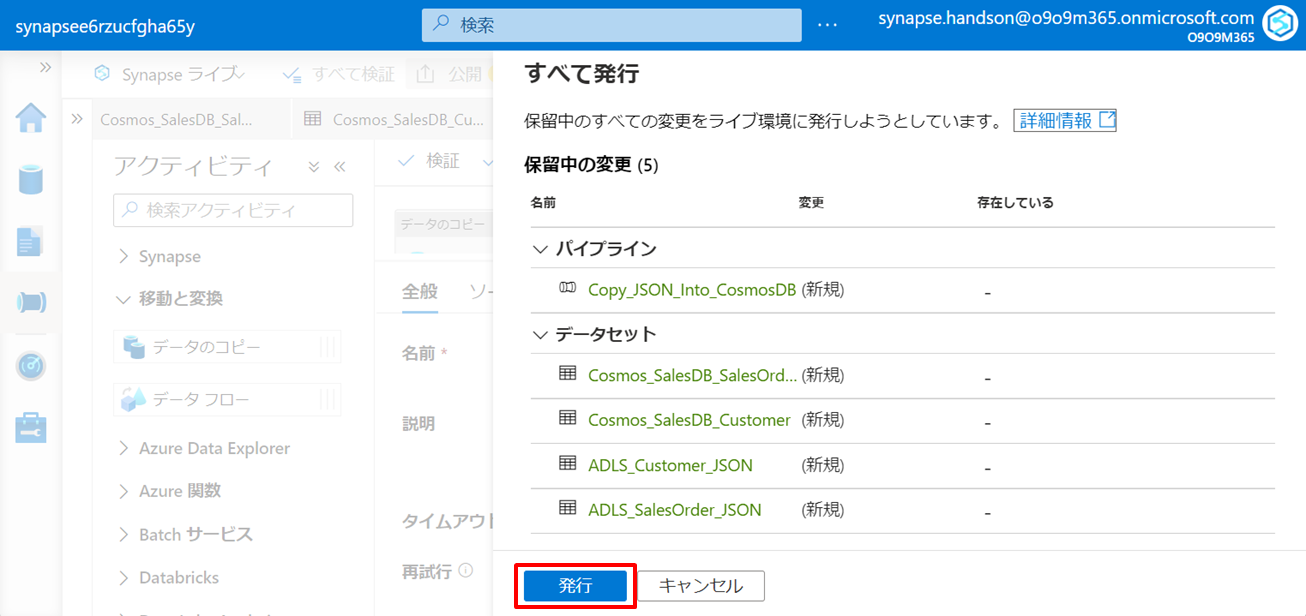 synapsee6rzucfgha65y
検索
...
synapse.handson@o9o9m365.onmicrosoft.com
O9O9M365
Synapse ライブ
すべて検証
公開
Cosmos_SalesDB_Sal...
Cosmos_SalesDB_Cu...
アクティビティ
検索アクティビティ
Synapse
移動と変換
データのコピー
データ フロー
Azure Data Explorer
Azure 関数
Batch サービス
Databricks
検証
データのコピー
全般
ソー
名前 *
説明
タイムアウト
再試行
すべて発行
保留中のすべての変更をライブ環境に発行しようとしています。 詳細情報
保留中の変更 (5)
名前 変更 存在している
パイプライン
Copy_JSON_Into_CosmosDB (新規) -
データセット
Cosmos_SalesDB_SalesOrd... (新規) -
Cosmos_SalesDB_Customer (新規) -
ADLS_Customer_JSON (新規) -
ADLS_SalesOrder_JSON (新規) -
発行 キャンセル